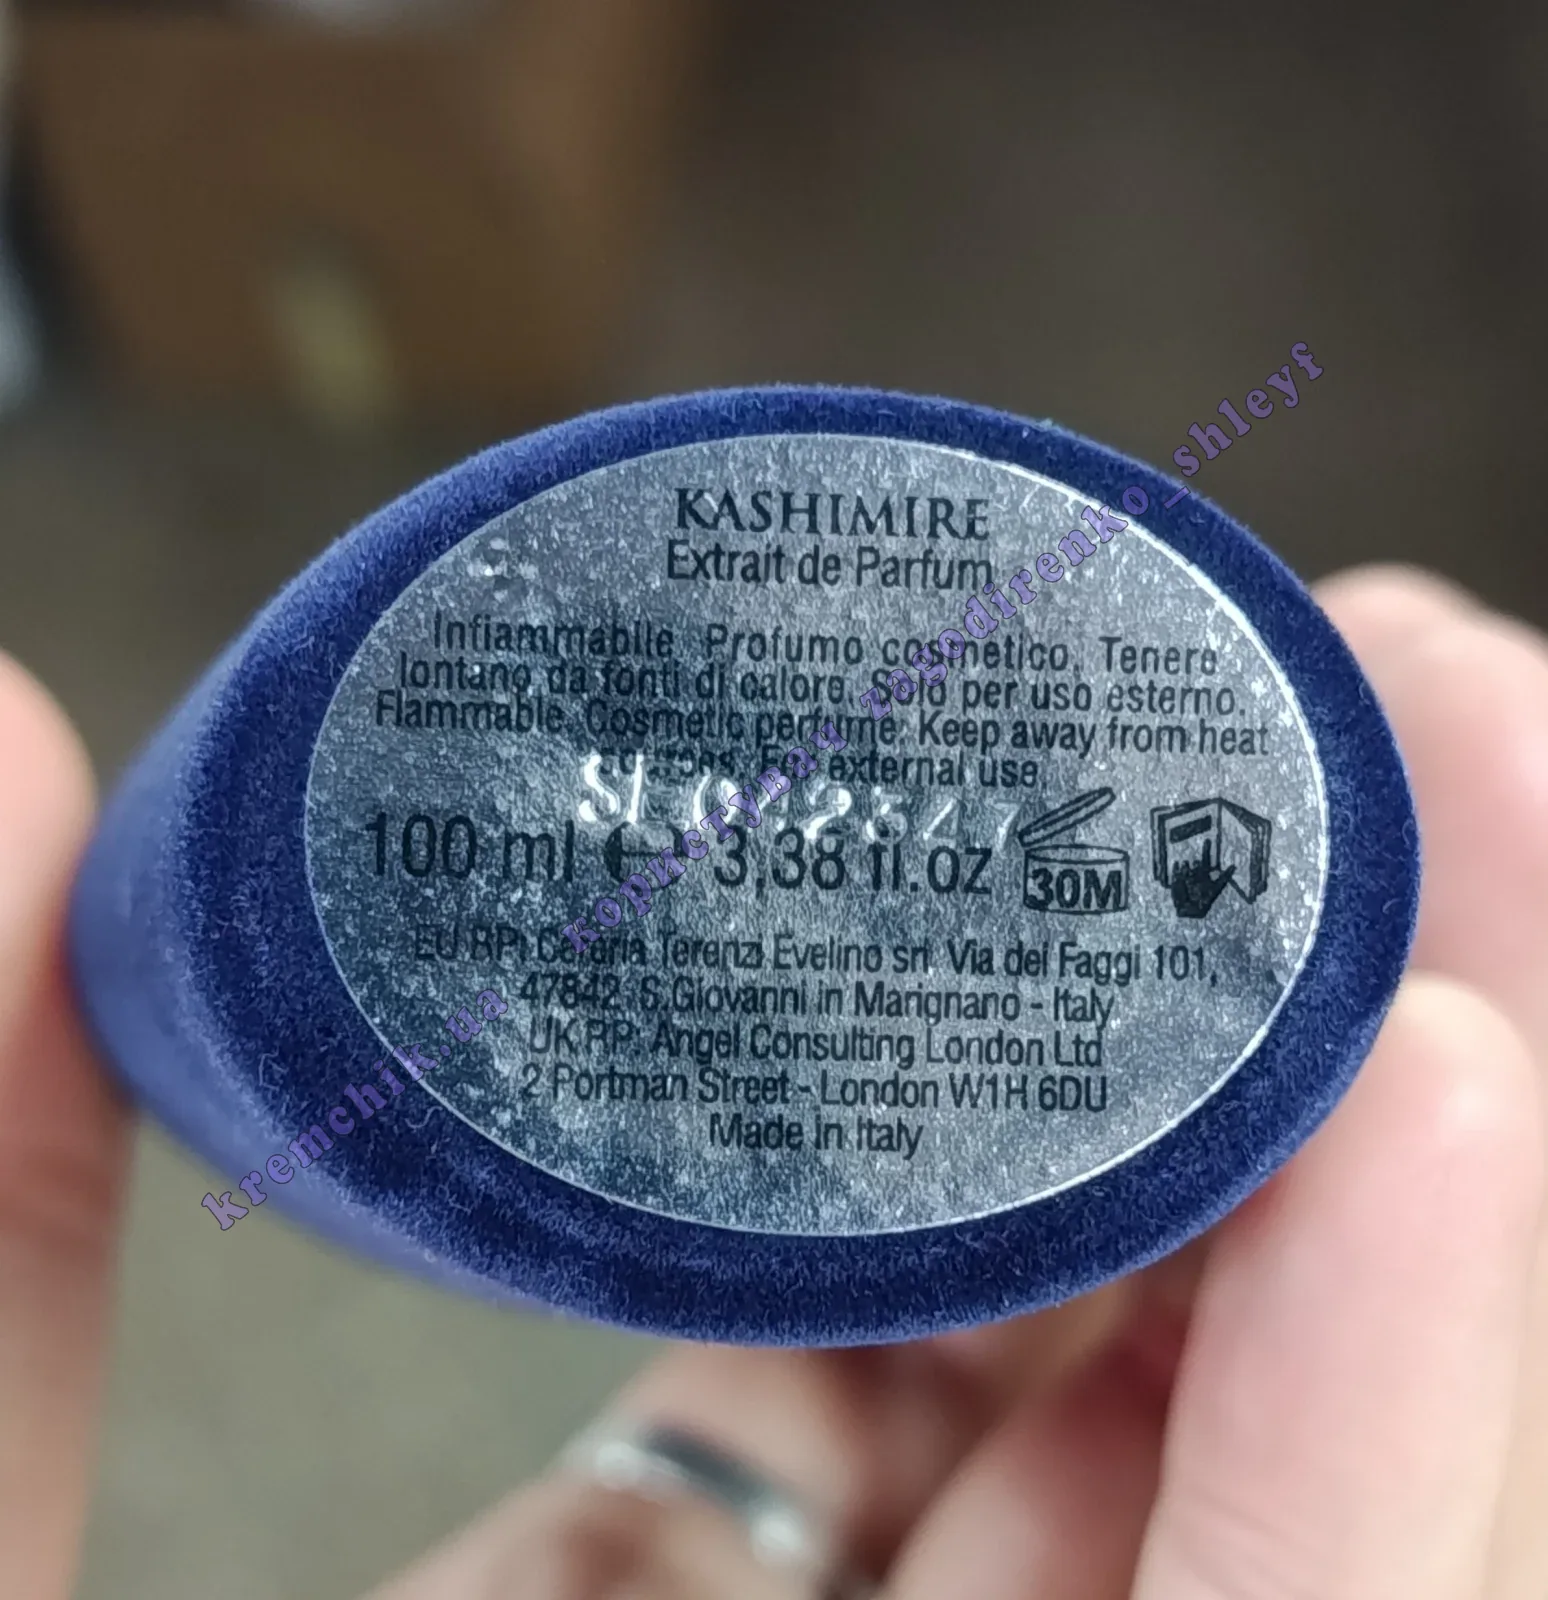 KASHIMIRE
Extrait de Parfum
Infiammabile. Profumo cosmetico. Tenere
lontano da fonti di calore. Solo per uso esterno.
Flammable. Cosmetic perfume. Keep away from heat
sources. For external use.
100 ml 3,38 fl.oz
30M
EU RP: Cereria Terenzi Evelino srl Via dei Faggi 101,
47842 S.Giovanni in Marignano - Italy
UK RP: Angel Consulting London Ltd
2 Portman Street - London W1H 6DU
Made in Italy
kremchik.ua користувач zagodirenko_shleyf